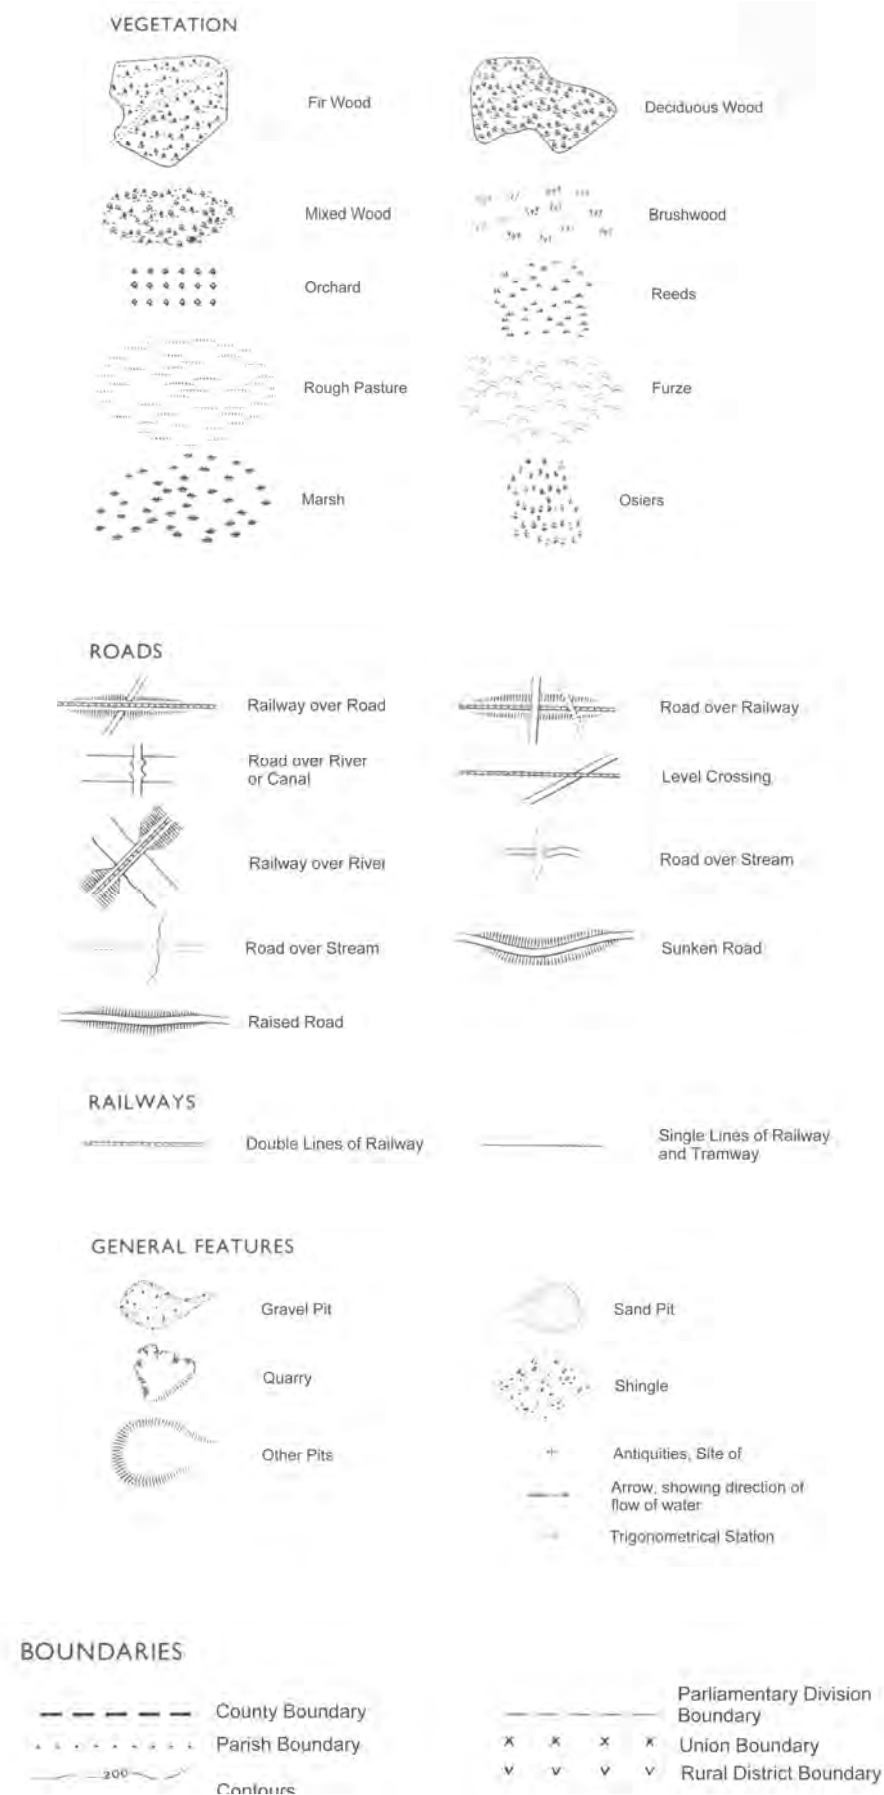 VEGETATION
Fir Wood
Deciduous Wood
Mixed Wood
Brushwood
Orchard
Reeds
Rough Pasture
Furze
Marsh
Osiers
ROADS
Railway over Road
Road over Railway
Road over River
or Canal
Level Crossing
Railway over River
Road over Stream
Road over Stream
Sunken Road
Raised Road
RAILWAYS
Double Lines of Railway
Single Lines of Railway
and Tramway
GENERAL FEATURES
Gravel Pit
Sand Pit
Quarry
Shingle
Other Pits
Antiquities, Site of
Arrow, showing direction of
flow of water
Trigonometrical Station
BOUNDARIES
County Boundary
Parliamentary Division
Boundary
Parish Boundary
Union Boundary
200
Contours
Rural District Boundary